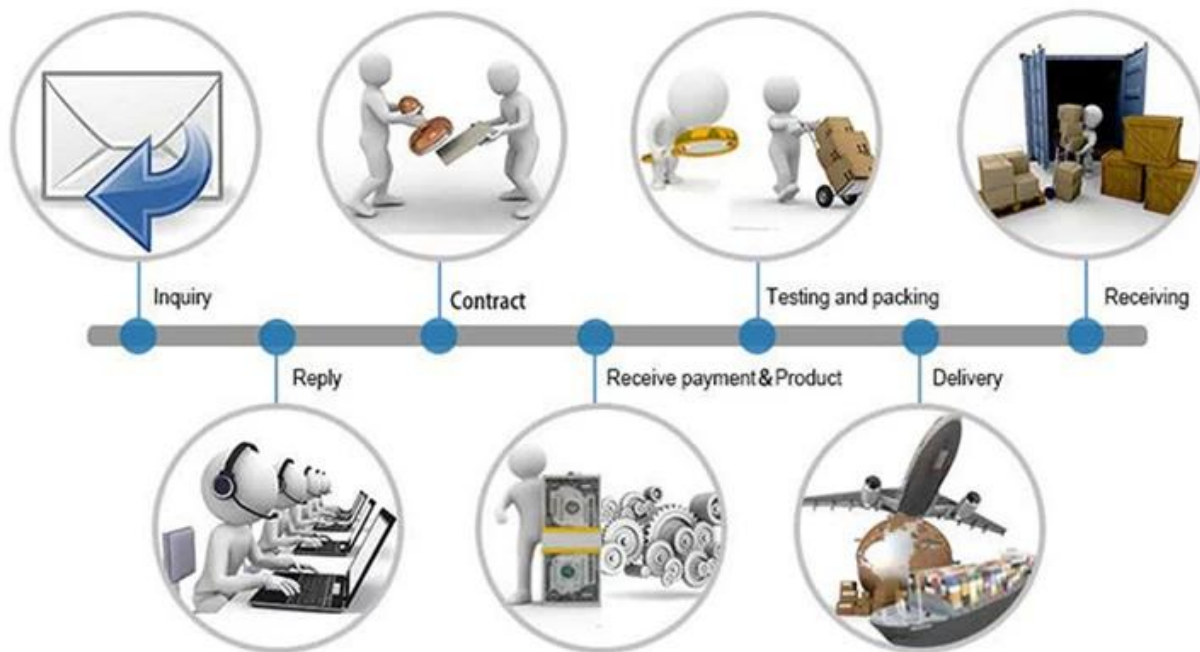 Inquiry
Contract
Testing and packing
Receiving
Reply
Receive payment&Product
Delivery